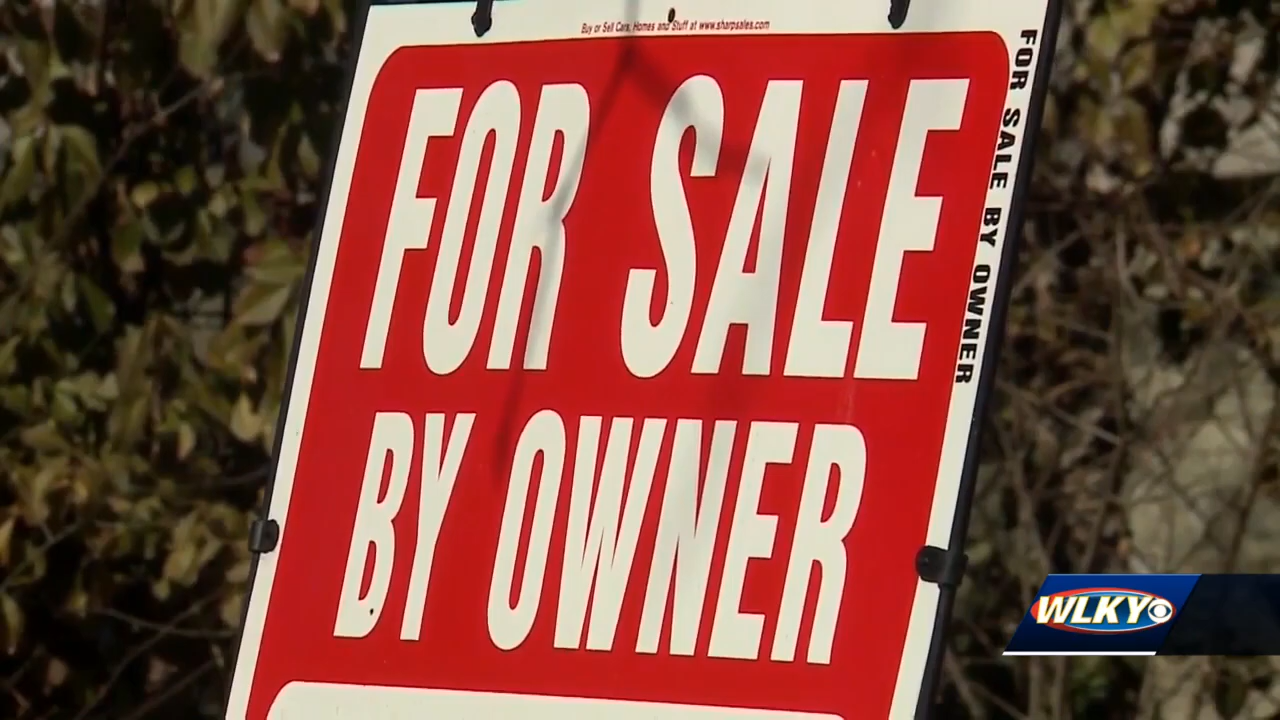 Buy or Sell Cars, Homes and Stuff at www.sharpsales.com
FOR SALE
BY OWNER
FOR SALE BY OWNER
WLKY